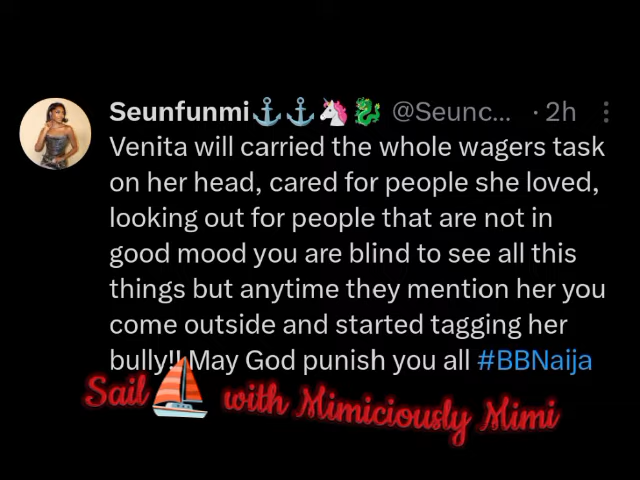 Seunfunmi⚓⚓🦄🐉 @Seunc... · 2h
Venita will carried the whole wagers task
on her head, cared for people she loved,
looking out for people that are not in
good mood you are blind to see all this
things but anytime they mention her you
come outside and started tagging her
bully!! May God punish you all #BBNaija
Sail⛵ with Mimiciously Mimi